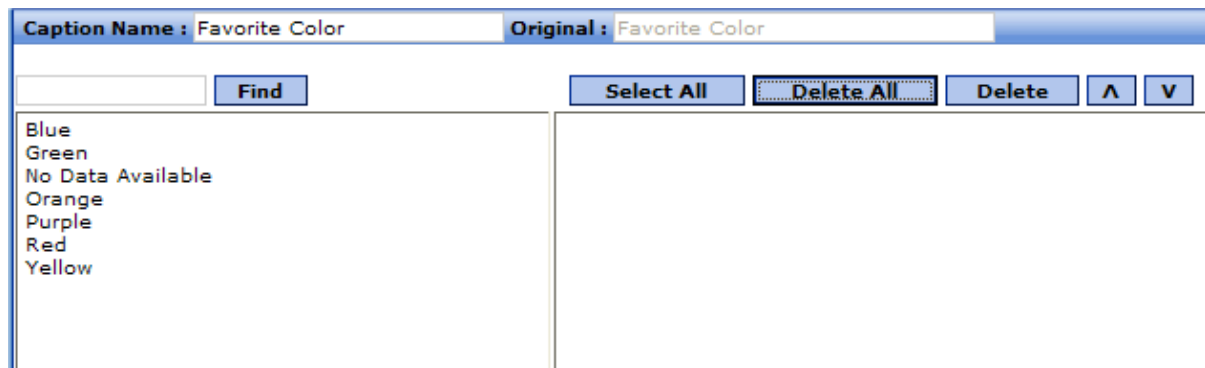 Caption Name : Favorite Color Original : Favorite Color
Find Select All Delete All Delete Λ V
Blue
Green
No Data Available
Orange
Purple
Red
Yellow